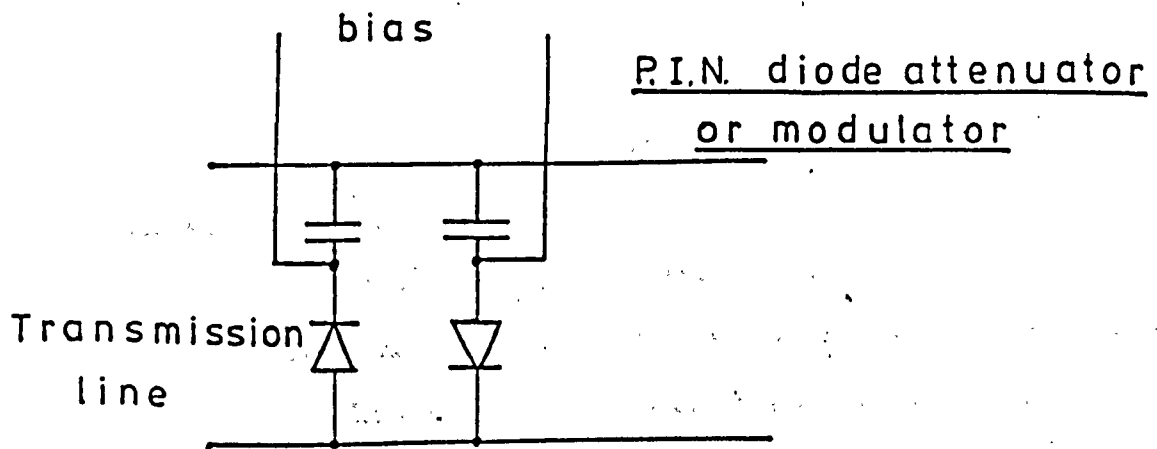 bias
P.I.N. diode attenuator
or modulator
Transmission
line